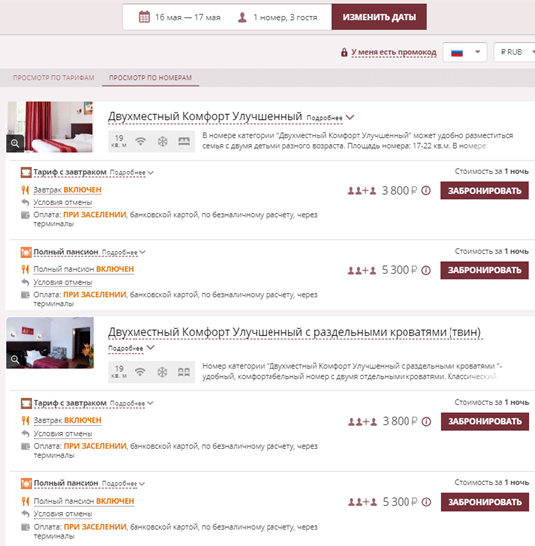 16 мая — 17 мая
1 номер, 3 гостя
ИЗМЕНИТЬ ДАТЫ
У меня есть промокод
₽ RUB
ПРОСМОТР ПО ТАРИФАМ
ПРОСМОТР ПО НОМЕРАМ
Двухместный Комфорт Улучшенный Подробнее
19
кв. м
В номере категории "Двухместный Комфорт Улучшенный" может удобно разместиться
семья с двумя детьми разного возраста. Площадь номера: 17-22 кв.м. В номере:
Тариф с завтраком Подробнее
Стоимость за 1 ночь
Завтрак ВКЛЮЧЕН
3 800 ₽
ЗАБРОНИРОВАТЬ
Условия отмены
Оплата: ПРИ ЗАСЕЛЕНИИ, банковской картой, по безналичному расчету, через
терминалы
Полный пансион Подробнее
Стоимость за 1 ночь
Полный пансион ВКЛЮЧЕН
5 300 ₽
ЗАБРОНИРОВАТЬ
Условия отмены
Оплата: ПРИ ЗАСЕЛЕНИИ, банковской картой, по безналичному расчету, через
терминалы
Двухместный Комфорт Улучшенный с раздельными кроватями (твин)
Подробнее
19
кв. м
Номер категории "Двухместный Комфорт Улучшенный с раздельными кроватями "-
удобный, комфортабельный номер с двумя отдельными кроватями. Классический
Тариф с завтраком Подробнее
Стоимость за 1 ночь
Завтрак ВКЛЮЧЕН
3 800 ₽
ЗАБРОНИРОВАТЬ
Условия отмены
Оплата: ПРИ ЗАСЕЛЕНИИ, банковской картой, по безналичному расчету, через
терминалы
Полный пансион Подробнее
Стоимость за 1 ночь
Полный пансион ВКЛЮЧЕН
5 300 ₽
ЗАБРОНИРОВАТЬ
Условия отмены
Оплата: ПРИ ЗАСЕЛЕНИИ, банковской картой, по безналичному расчету, через
терминалы